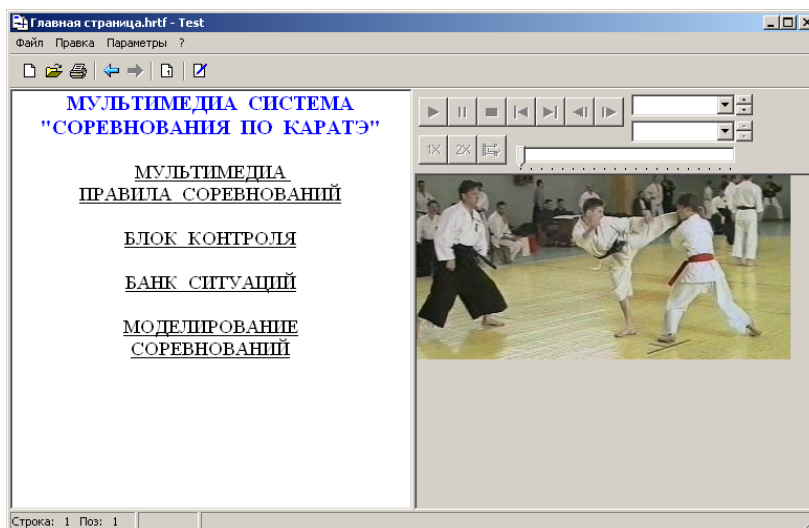 Главная страница.hrtf - Test
Файл Правка Параметры ?
МУЛЬТИМЕДИА СИСТЕМА
"СОРЕВНОВАНИЯ ПО КАРАТЭ"
1X 2X
МУЛЬТИМЕДИА
ПРАВИЛА СОРЕВНОВАНИЙ
БЛОК КОНТРОЛЯ
БАНК СИТУАЦИЙ
МОДЕЛИРОВАНИЕ
СОРЕВНОВАНИЙ
Строка: 1 Поз: 1